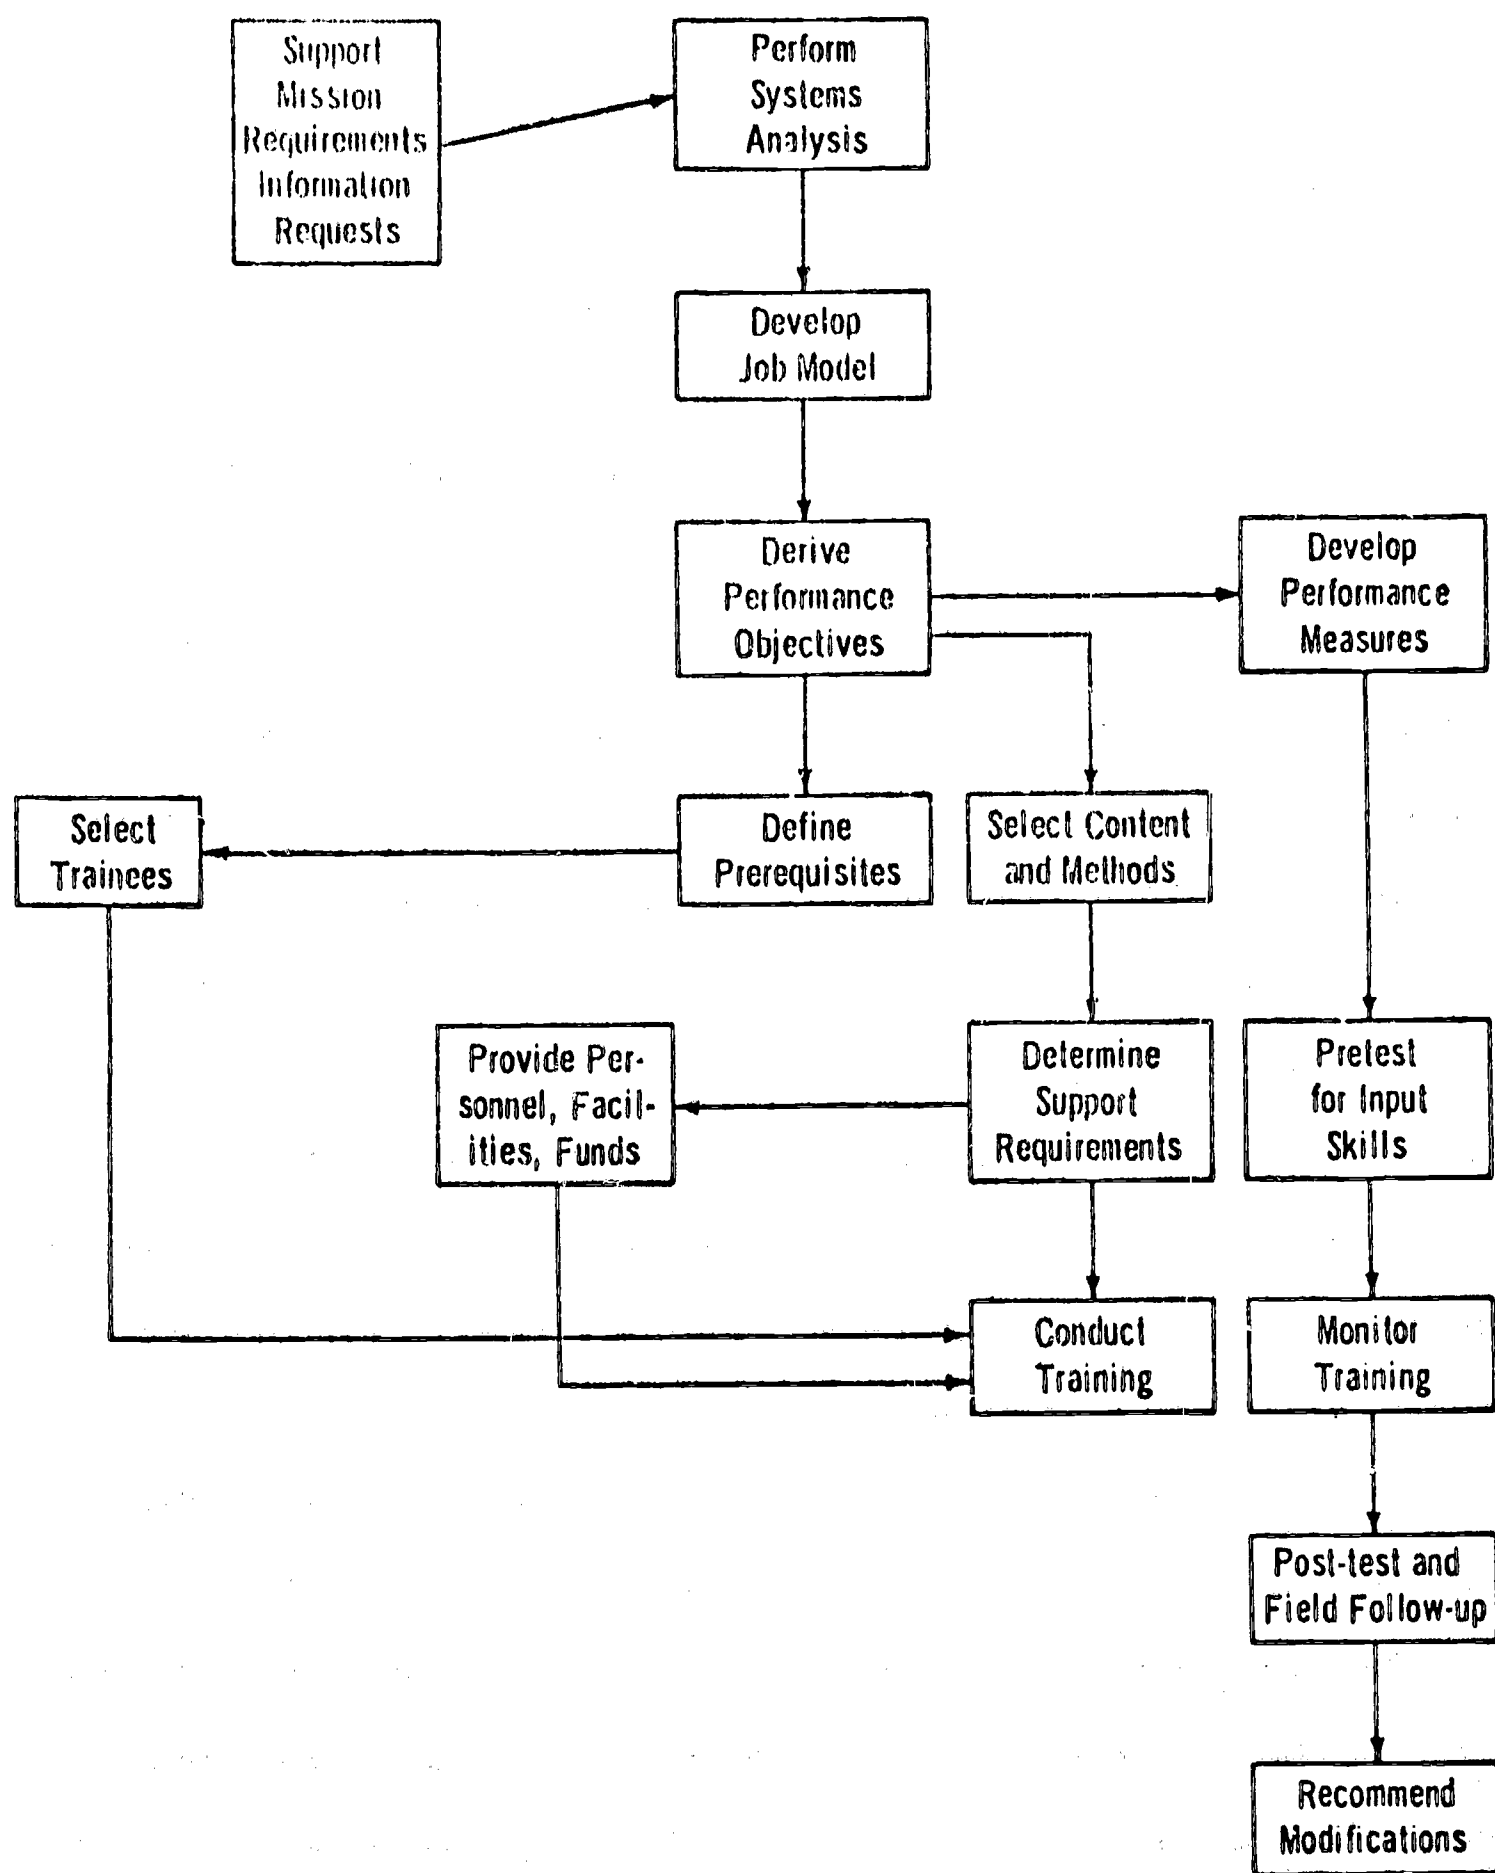 Support
Mission
Requirements
Information
Requests
Perform
Systems
Analysis
Develop
Job Model
Derive
Performance
Objectives
Develop
Performance
Measures
Select
Trainees
Define
Prerequisites
Select Content
and Methods
Provide Per-
sonnel, Facil-
ities, Funds
Determine
Support
Requirements
Pretest
for Input
Skills
Conduct
Training
Monitor
Training
Post-test and
Field Follow-up
Recommend
Modifications